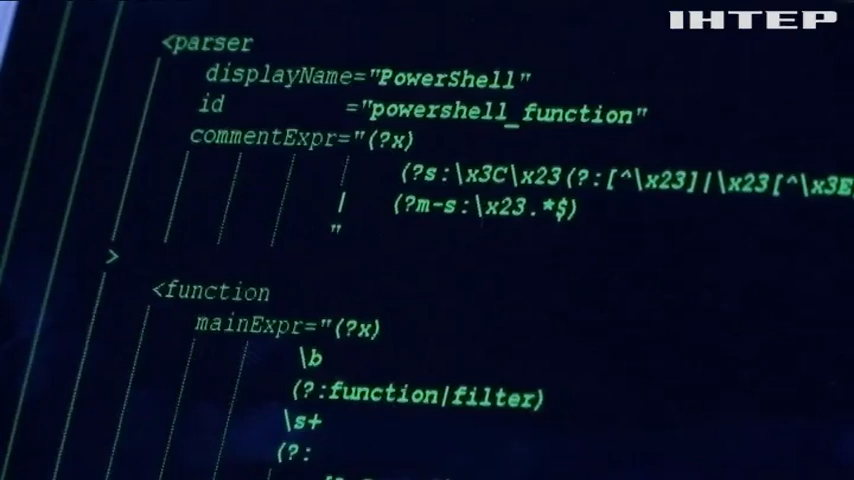 ІНТЕР
<parser
displayName="PowerShell"
id ="powershell_function"
commentExpr="(?x)
(?s:\x3C\x23(?:[^\x23]|\x23[^\x3E
| (?m-s:\x23.*$)
"
>
<function
mainExpr="(?x)
\b
(?:function|filter)
\s+
(?: